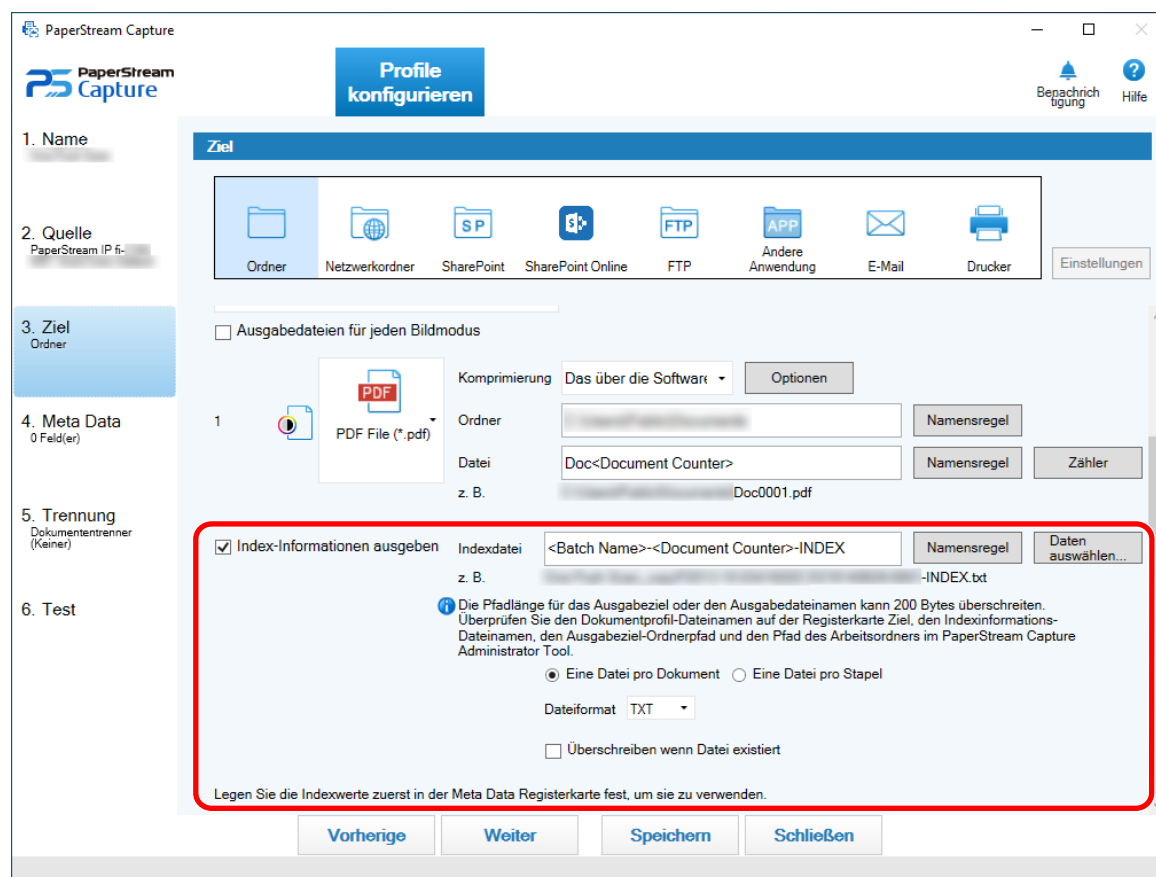 PaperStream Capture
PaperStream
Capture
Profile
konfigurieren
Benachrich
tigung
Hilfe
1. Name
2. Quelle
PaperStream IP fi-
3. Ziel
Ordner
4. Meta Data
0 Feld(er)
5. Trennung
Dokumententrenner
(Keiner)
6. Test
Ziel
Ordner
Netzwerkordner
SP
SharePoint
SharePoint Online
FTP
FTP
APP
Andere
Anwendung
E-Mail
Drucker
Einstellungen
Ausgabedateien für jeden Bildmodus
1
PDF
PDF File (*.pdf)
Komprimierung
Das über die Software
Optionen
Ordner
Namensregel
Datei
Doc<Document Counter>
Namensregel
Zähler
z. B.
Doc0001.pdf
Index-Informationen ausgeben
Indexdatei
<Batch Name>-<Document Counter>-INDEX
Namensregel
Daten
auswählen...
z. B.
-INDEX.txt
Die Pfadlänge für das Ausgabeziel oder den Ausgabedateinamen kann 200 Bytes überschreiten.
Überprüfen Sie den Dokumentprofil-Dateinamen auf der Registerkarte Ziel, den Indexinformations-
Dateinamen, den Ausgabeziel-Ordnerpfad und den Pfad des Arbeitsordners im PaperStream Capture
Administrator Tool.
Eine Datei pro Dokument
Eine Datei pro Stapel
Dateiformat
TXT
Überschreiben wenn Datei existiert
Legen Sie die Indexwerte zuerst in der Meta Data Registerkarte fest, um sie zu verwenden.
Vorherige
Weiter
Speichern
Schließen